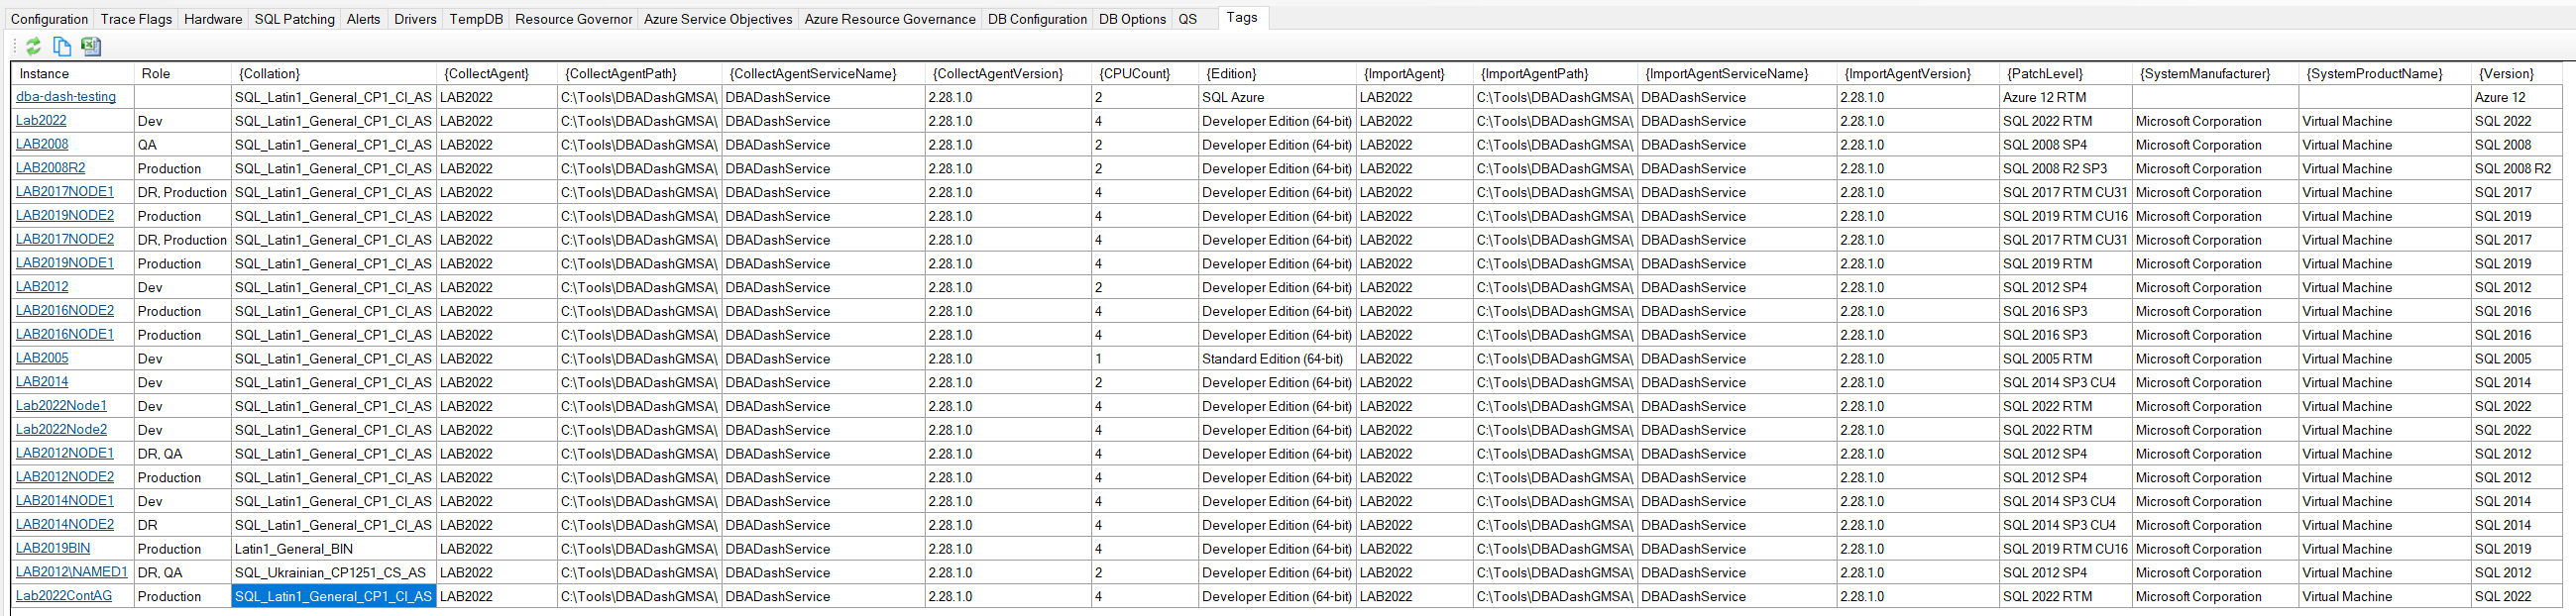 Configuration Trace Flags Hardware SQL Patching Alerts Drivers TempDB Resource Governor Azure Service Objectives Azure Resource Governance DB Configuration DB Options QS Tags
Instance Role {Collation} {CollectAgent} {CollectAgentPath} {CollectAgentServiceName} {CollectAgentVersion} {CPUCount} {Edition} {ImportAgent} {ImportAgentPath} {ImportAgentServiceName} {ImportAgentVersion} {PatchLevel} {SystemManufacturer} {SystemProductName} {Version}
dba-dash-testing SQL_Latin1_General_CP1_CI_AS LAB2022 C:\Tools\DBADashGMSA\ DBADashService 2.28.1.0 2 SQL Azure LAB2022 C:\Tools\DBADashGMSA\ DBADashService 2.28.1.0 Azure 12 RTM Azure 12
Lab2022 Dev SQL_Latin1_General_CP1_CI_AS LAB2022 C:\Tools\DBADashGMSA\ DBADashService 2.28.1.0 4 Developer Edition (64-bit) LAB2022 C:\Tools\DBADashGMSA\ DBADashService 2.28.1.0 SQL 2022 RTM Microsoft Corporation Virtual Machine SQL 2022
LAB2008 QA SQL_Latin1_General_CP1_CI_AS LAB2022 C:\Tools\DBADashGMSA\ DBADashService 2.28.1.0 2 Developer Edition (64-bit) LAB2022 C:\Tools\DBADashGMSA\ DBADashService 2.28.1.0 SQL 2008 SP4 Microsoft Corporation Virtual Machine SQL 2008
LAB2008R2 Production SQL_Latin1_General_CP1_CI_AS LAB2022 C:\Tools\DBADashGMSA\ DBADashService 2.28.1.0 2 Developer Edition (64-bit) LAB2022 C:\Tools\DBADashGMSA\ DBADashService 2.28.1.0 SQL 2008 R2 SP3 Microsoft Corporation Virtual Machine SQL 2008 R2
LAB2017NODE1 DR, Production SQL_Latin1_General_CP1_CI_AS LAB2022 C:\Tools\DBADashGMSA\ DBADashService 2.28.1.0 4 Developer Edition (64-bit) LAB2022 C:\Tools\DBADashGMSA\ DBADashService 2.28.1.0 SQL 2017 RTM CU31 Microsoft Corporation Virtual Machine SQL 2017
LAB2019NODE2 Production SQL_Latin1_General_CP1_CI_AS LAB2022 C:\Tools\DBADashGMSA\ DBADashService 2.28.1.0 4 Developer Edition (64-bit) LAB2022 C:\Tools\DBADashGMSA\ DBADashService 2.28.1.0 SQL 2019 RTM CU16 Microsoft Corporation Virtual Machine SQL 2019
LAB2017NODE2 DR, Production SQL_Latin1_General_CP1_CI_AS LAB2022 C:\Tools\DBADashGMSA\ DBADashService 2.28.1.0 4 Developer Edition (64-bit) LAB2022 C:\Tools\DBADashGMSA\ DBADashService 2.28.1.0 SQL 2017 RTM CU31 Microsoft Corporation Virtual Machine SQL 2017
LAB2019NODE1 Production SQL_Latin1_General_CP1_CI_AS LAB2022 C:\Tools\DBADashGMSA\ DBADashService 2.28.1.0 4 Developer Edition (64-bit) LAB2022 C:\Tools\DBADashGMSA\ DBADashService 2.28.1.0 SQL 2019 RTM Microsoft Corporation Virtual Machine SQL 2019
LAB2012 Dev SQL_Latin1_General_CP1_CI_AS LAB2022 C:\Tools\DBADashGMSA\ DBADashService 2.28.1.0 2 Developer Edition (64-bit) LAB2022 C:\Tools\DBADashGMSA\ DBADashService 2.28.1.0 SQL 2012 SP4 Microsoft Corporation Virtual Machine SQL 2012
LAB2016NODE2 Production SQL_Latin1_General_CP1_CI_AS LAB2022 C:\Tools\DBADashGMSA\ DBADashService 2.28.1.0 4 Developer Edition (64-bit) LAB2022 C:\Tools\DBADashGMSA\ DBADashService 2.28.1.0 SQL 2016 SP3 Microsoft Corporation Virtual Machine SQL 2016
LAB2016NODE1 Production SQL_Latin1_General_CP1_CI_AS LAB2022 C:\Tools\DBADashGMSA\ DBADashService 2.28.1.0 4 Developer Edition (64-bit) LAB2022 C:\Tools\DBADashGMSA\ DBADashService 2.28.1.0 SQL 2016 SP3 Microsoft Corporation Virtual Machine SQL 2016
LAB2005 Dev SQL_Latin1_General_CP1_CI_AS LAB2022 C:\Tools\DBADashGMSA\ DBADashService 2.28.1.0 1 Standard Edition (64-bit) LAB2022 C:\Tools\DBADashGMSA\ DBADashService 2.28.1.0 SQL 2005 RTM Microsoft Corporation Virtual Machine SQL 2005
LAB2014 Dev SQL_Latin1_General_CP1_CI_AS LAB2022 C:\Tools\DBADashGMSA\ DBADashService 2.28.1.0 2 Developer Edition (64-bit) LAB2022 C:\Tools\DBADashGMSA\ DBADashService 2.28.1.0 SQL 2014 SP3 CU4 Microsoft Corporation Virtual Machine SQL 2014
Lab2022Node1 Dev SQL_Latin1_General_CP1_CI_AS LAB2022 C:\Tools\DBADashGMSA\ DBADashService 2.28.1.0 4 Developer Edition (64-bit) LAB2022 C:\Tools\DBADashGMSA\ DBADashService 2.28.1.0 SQL 2022 RTM Microsoft Corporation Virtual Machine SQL 2022
Lab2022Node2 Dev SQL_Latin1_General_CP1_CI_AS LAB2022 C:\Tools\DBADashGMSA\ DBADashService 2.28.1.0 4 Developer Edition (64-bit) LAB2022 C:\Tools\DBADashGMSA\ DBADashService 2.28.1.0 SQL 2022 RTM Microsoft Corporation Virtual Machine SQL 2022
LAB2012NODE1 DR, QA SQL_Latin1_General_CP1_CI_AS LAB2022 C:\Tools\DBADashGMSA\ DBADashService 2.28.1.0 4 Developer Edition (64-bit) LAB2022 C:\Tools\DBADashGMSA\ DBADashService 2.28.1.0 SQL 2012 SP4 Microsoft Corporation Virtual Machine SQL 2012
LAB2012NODE2 Production SQL_Latin1_General_CP1_CI_AS LAB2022 C:\Tools\DBADashGMSA\ DBADashService 2.28.1.0 4 Developer Edition (64-bit) LAB2022 C:\Tools\DBADashGMSA\ DBADashService 2.28.1.0 SQL 2012 SP4 Microsoft Corporation Virtual Machine SQL 2012
LAB2014NODE1 Dev SQL_Latin1_General_CP1_CI_AS LAB2022 C:\Tools\DBADashGMSA\ DBADashService 2.28.1.0 4 Developer Edition (64-bit) LAB2022 C:\Tools\DBADashGMSA\ DBADashService 2.28.1.0 SQL 2014 SP3 CU4 Microsoft Corporation Virtual Machine SQL 2014
LAB2014NODE2 DR SQL_Latin1_General_CP1_CI_AS LAB2022 C:\Tools\DBADashGMSA\ DBADashService 2.28.1.0 4 Developer Edition (64-bit) LAB2022 C:\Tools\DBADashGMSA\ DBADashService 2.28.1.0 SQL 2014 SP3 CU4 Microsoft Corporation Virtual Machine SQL 2014
LAB2019BIN Production Latin1_General_BIN LAB2022 C:\Tools\DBADashGMSA\ DBADashService 2.28.1.0 4 Developer Edition (64-bit) LAB2022 C:\Tools\DBADashGMSA\ DBADashService 2.28.1.0 SQL 2019 RTM CU16 Microsoft Corporation Virtual Machine SQL 2019
LAB2012\NAMED1 DR, QA SQL_Ukrainian_CP1251_CS_AS LAB2022 C:\Tools\DBADashGMSA\ DBADashService 2.28.1.0 2 Developer Edition (64-bit) LAB2022 C:\Tools\DBADashGMSA\ DBADashService 2.28.1.0 SQL 2012 SP4 Microsoft Corporation Virtual Machine SQL 2012
Lab2022ContAG Production SQL_Latin1_General_CP1_CI_AS LAB2022 C:\Tools\DBADashGMSA\ DBADashService 2.28.1.0 4 Developer Edition (64-bit) LAB2022 C:\Tools\DBADashGMSA\ DBADashService 2.28.1.0 SQL 2022 RTM Microsoft Corporation Virtual Machine SQL 2022